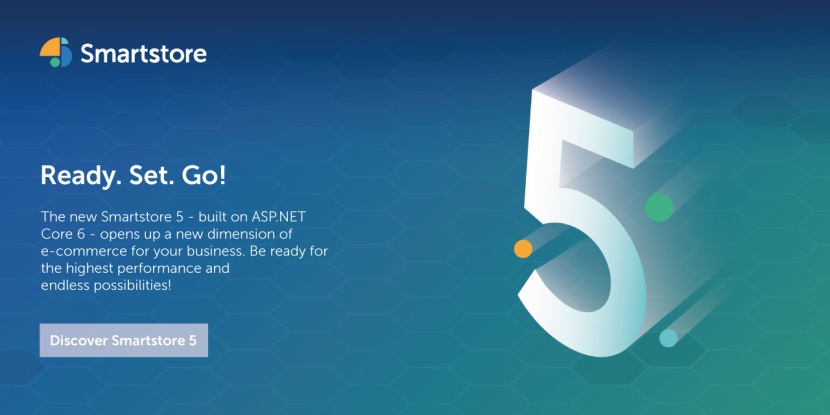 Smartstore
Ready. Set. Go!
The new Smartstore 5 - built on ASP.NET
Core 6 - opens up a new dimension of
e-commerce for your business. Be ready for
the highest performance and
endless possibilities!
Discover Smartstore 5
5